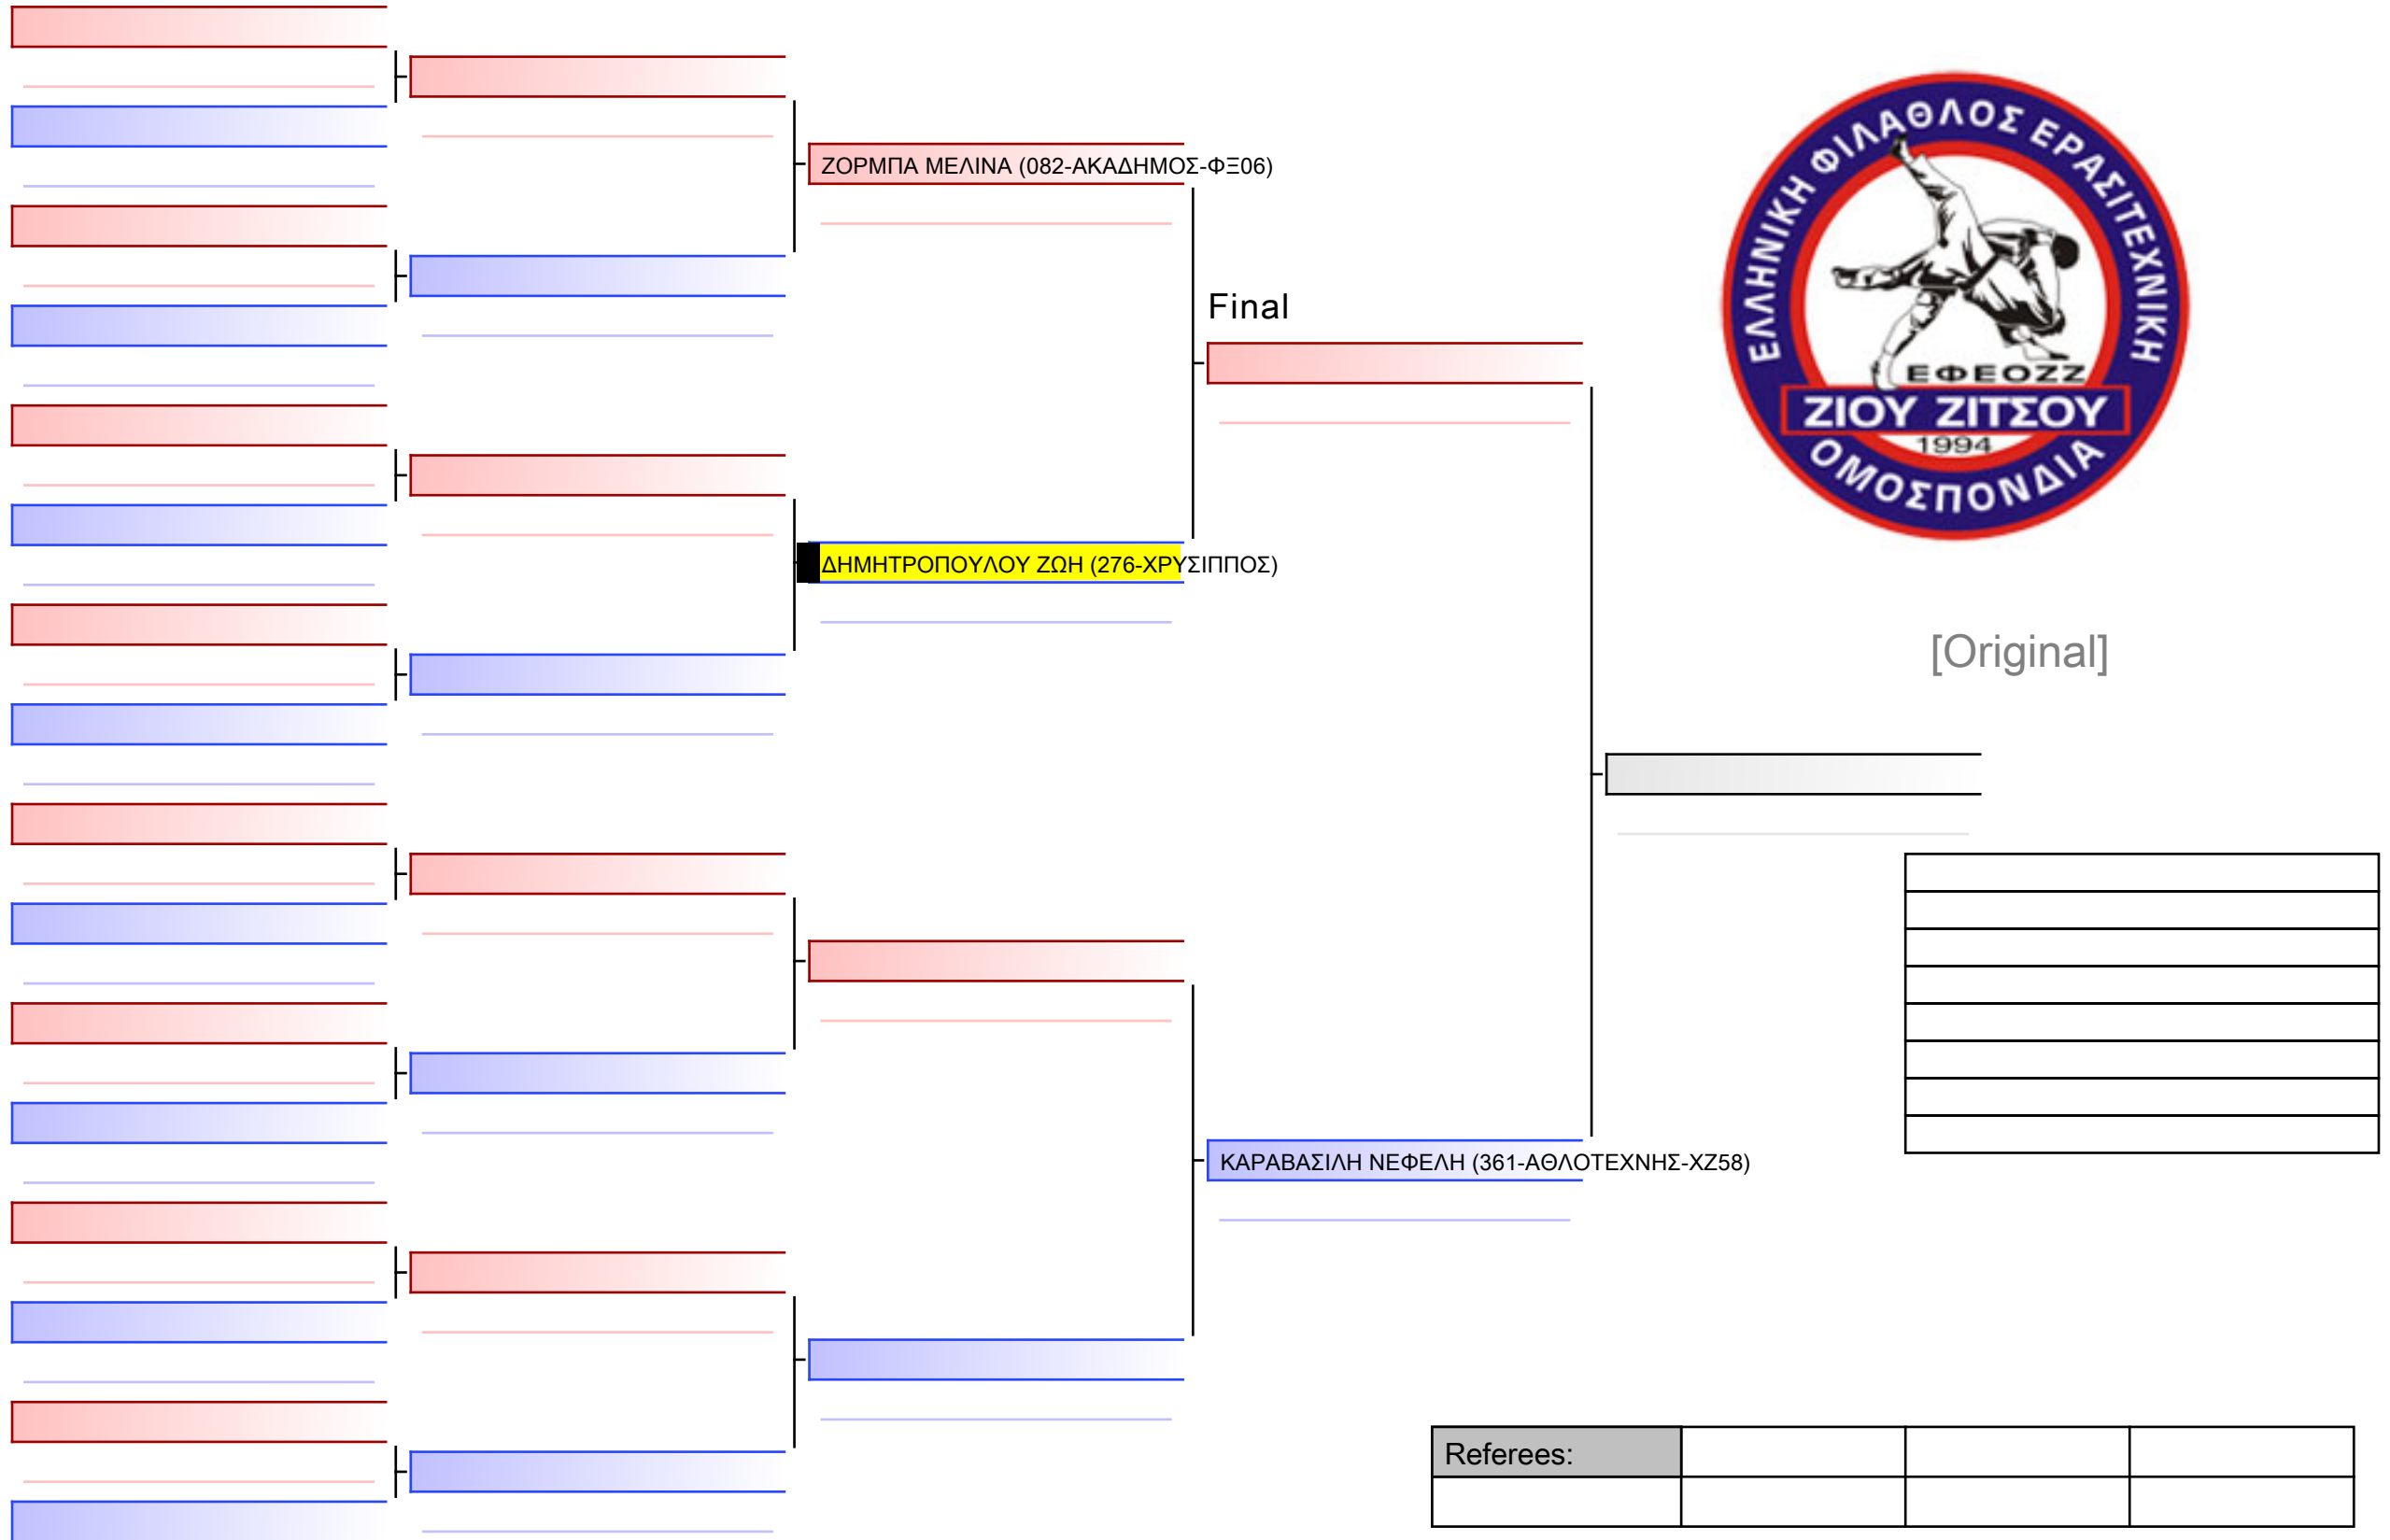 ΖΟΡΜΠΑ ΜΕΛΙΝΑ (082-ΑΚΑΔΗΜΟΣ-ΦΞ06)
ΕΛΛΗΝΙΚΗ ΦΙΛΑΘΛΟΣ ΕΡΑΣΙΤΕΧΝΙΚΗ
ΕΦΕΟΖΖ
ΖΙΟΥ ΖΙΤΣΟΥ
1994
ΟΜΟΣΠΟΝΔΙΑ
Final
ΔΗΜΗΤΡΟΠΟΥΛΟΥ ΖΩΗ (276-ΧΡΥΣΙΠΠΟΣ)
[Original]
ΚΑΡΑΒΑΣΙΛΗ ΝΕΦΕΛΗ (361-ΑΘΛΟΤΕΧΝΗΣ-ΧΖ58)
Referees: